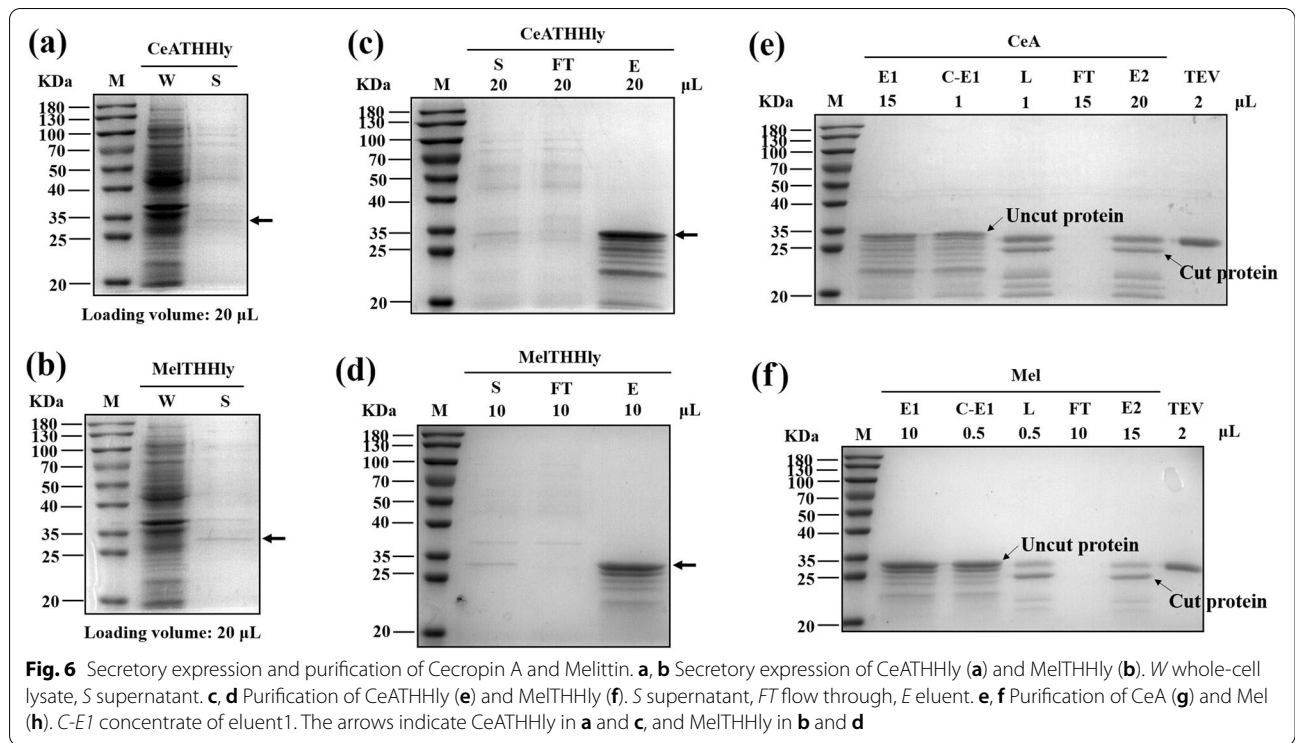 (a)
CeATHHly
KDa M W S
180
130
100
70
50
40
35
25
20
Loading volume: 20 μL
(b)
MelTHHly
KDa M W S
180
130
100
70
50
40
35
25
20
Loading volume: 20 μL
(c)
CeATHHly
S FT E
KDa M 20 20 20 μL
180
130
100
70
50
40
35
25
20
(d)
MelTHHly
S FT E
KDa M 10 10 10 μL
180
130
100
70
50
40
35
25
20
(e)
CeA
E1 C-E1 L FT E2 TEV
KDa M 15 1 1 15 20 2 μL
180
130
100
70
50
40
35
25
20
Uncut protein
Cut protein
(f)
Mel
E1 C-E1 L FT E2 TEV
KDa M 10 0.5 0.5 10 15 2 μL
180
130
100
70
50
40
35
25
20
Uncut protein
Cut protein
Fig. 6 Secretory expression and purification of Cecropin A and Melittin. a, b Secretory expression of CeATHHly (a) and MelTHHly (b). W whole-cell
lysate, S supernatant. c, d Purification of CeATHHly (e) and MelTHHly (f). S supernatant, FT flow through, E eluent. e, f Purification of CeA (g) and Mel
(h). C-E1 concentrate of eluent1. The arrows indicate CeATHHly in a and c, and MelTHHly in b and d